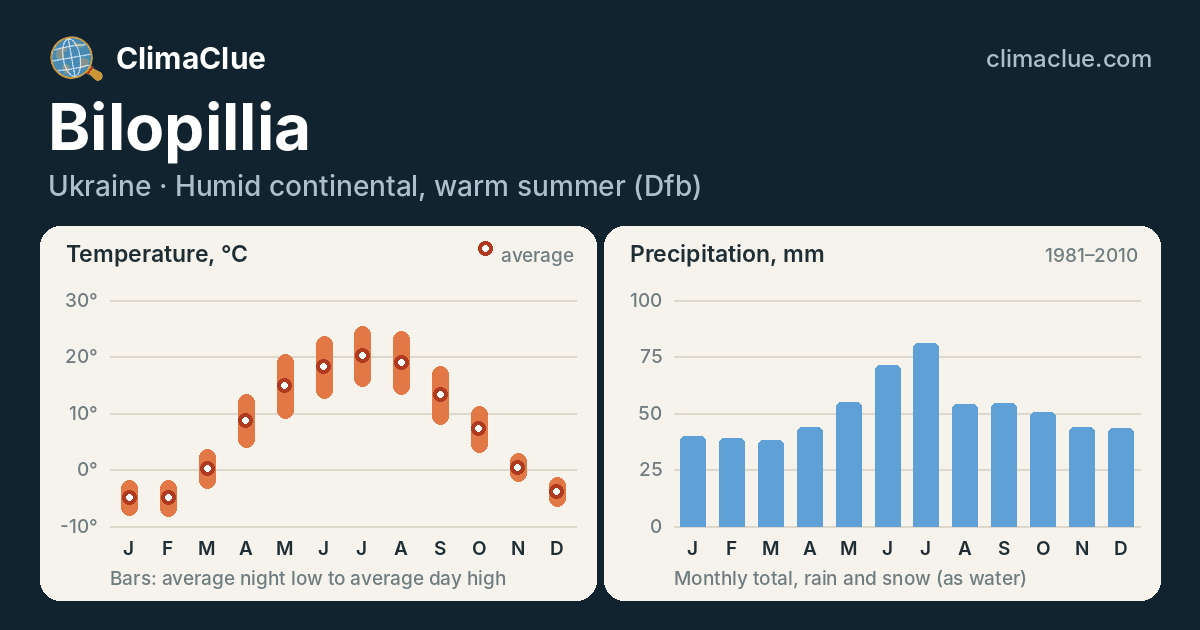 ClimaClue
climaclue.com
Bilopillia
Ukraine · Humid continental, warm summer (Dfb)
Temperature, °C
average
30°
20°
10°
0°
-10°
J F M A M J J A S O N D
Bars: average night low to average day high
Precipitation, mm
1981–2010
100
75
50
25
0
J F M A M J J A S O N D
Monthly total, rain and snow (as water)